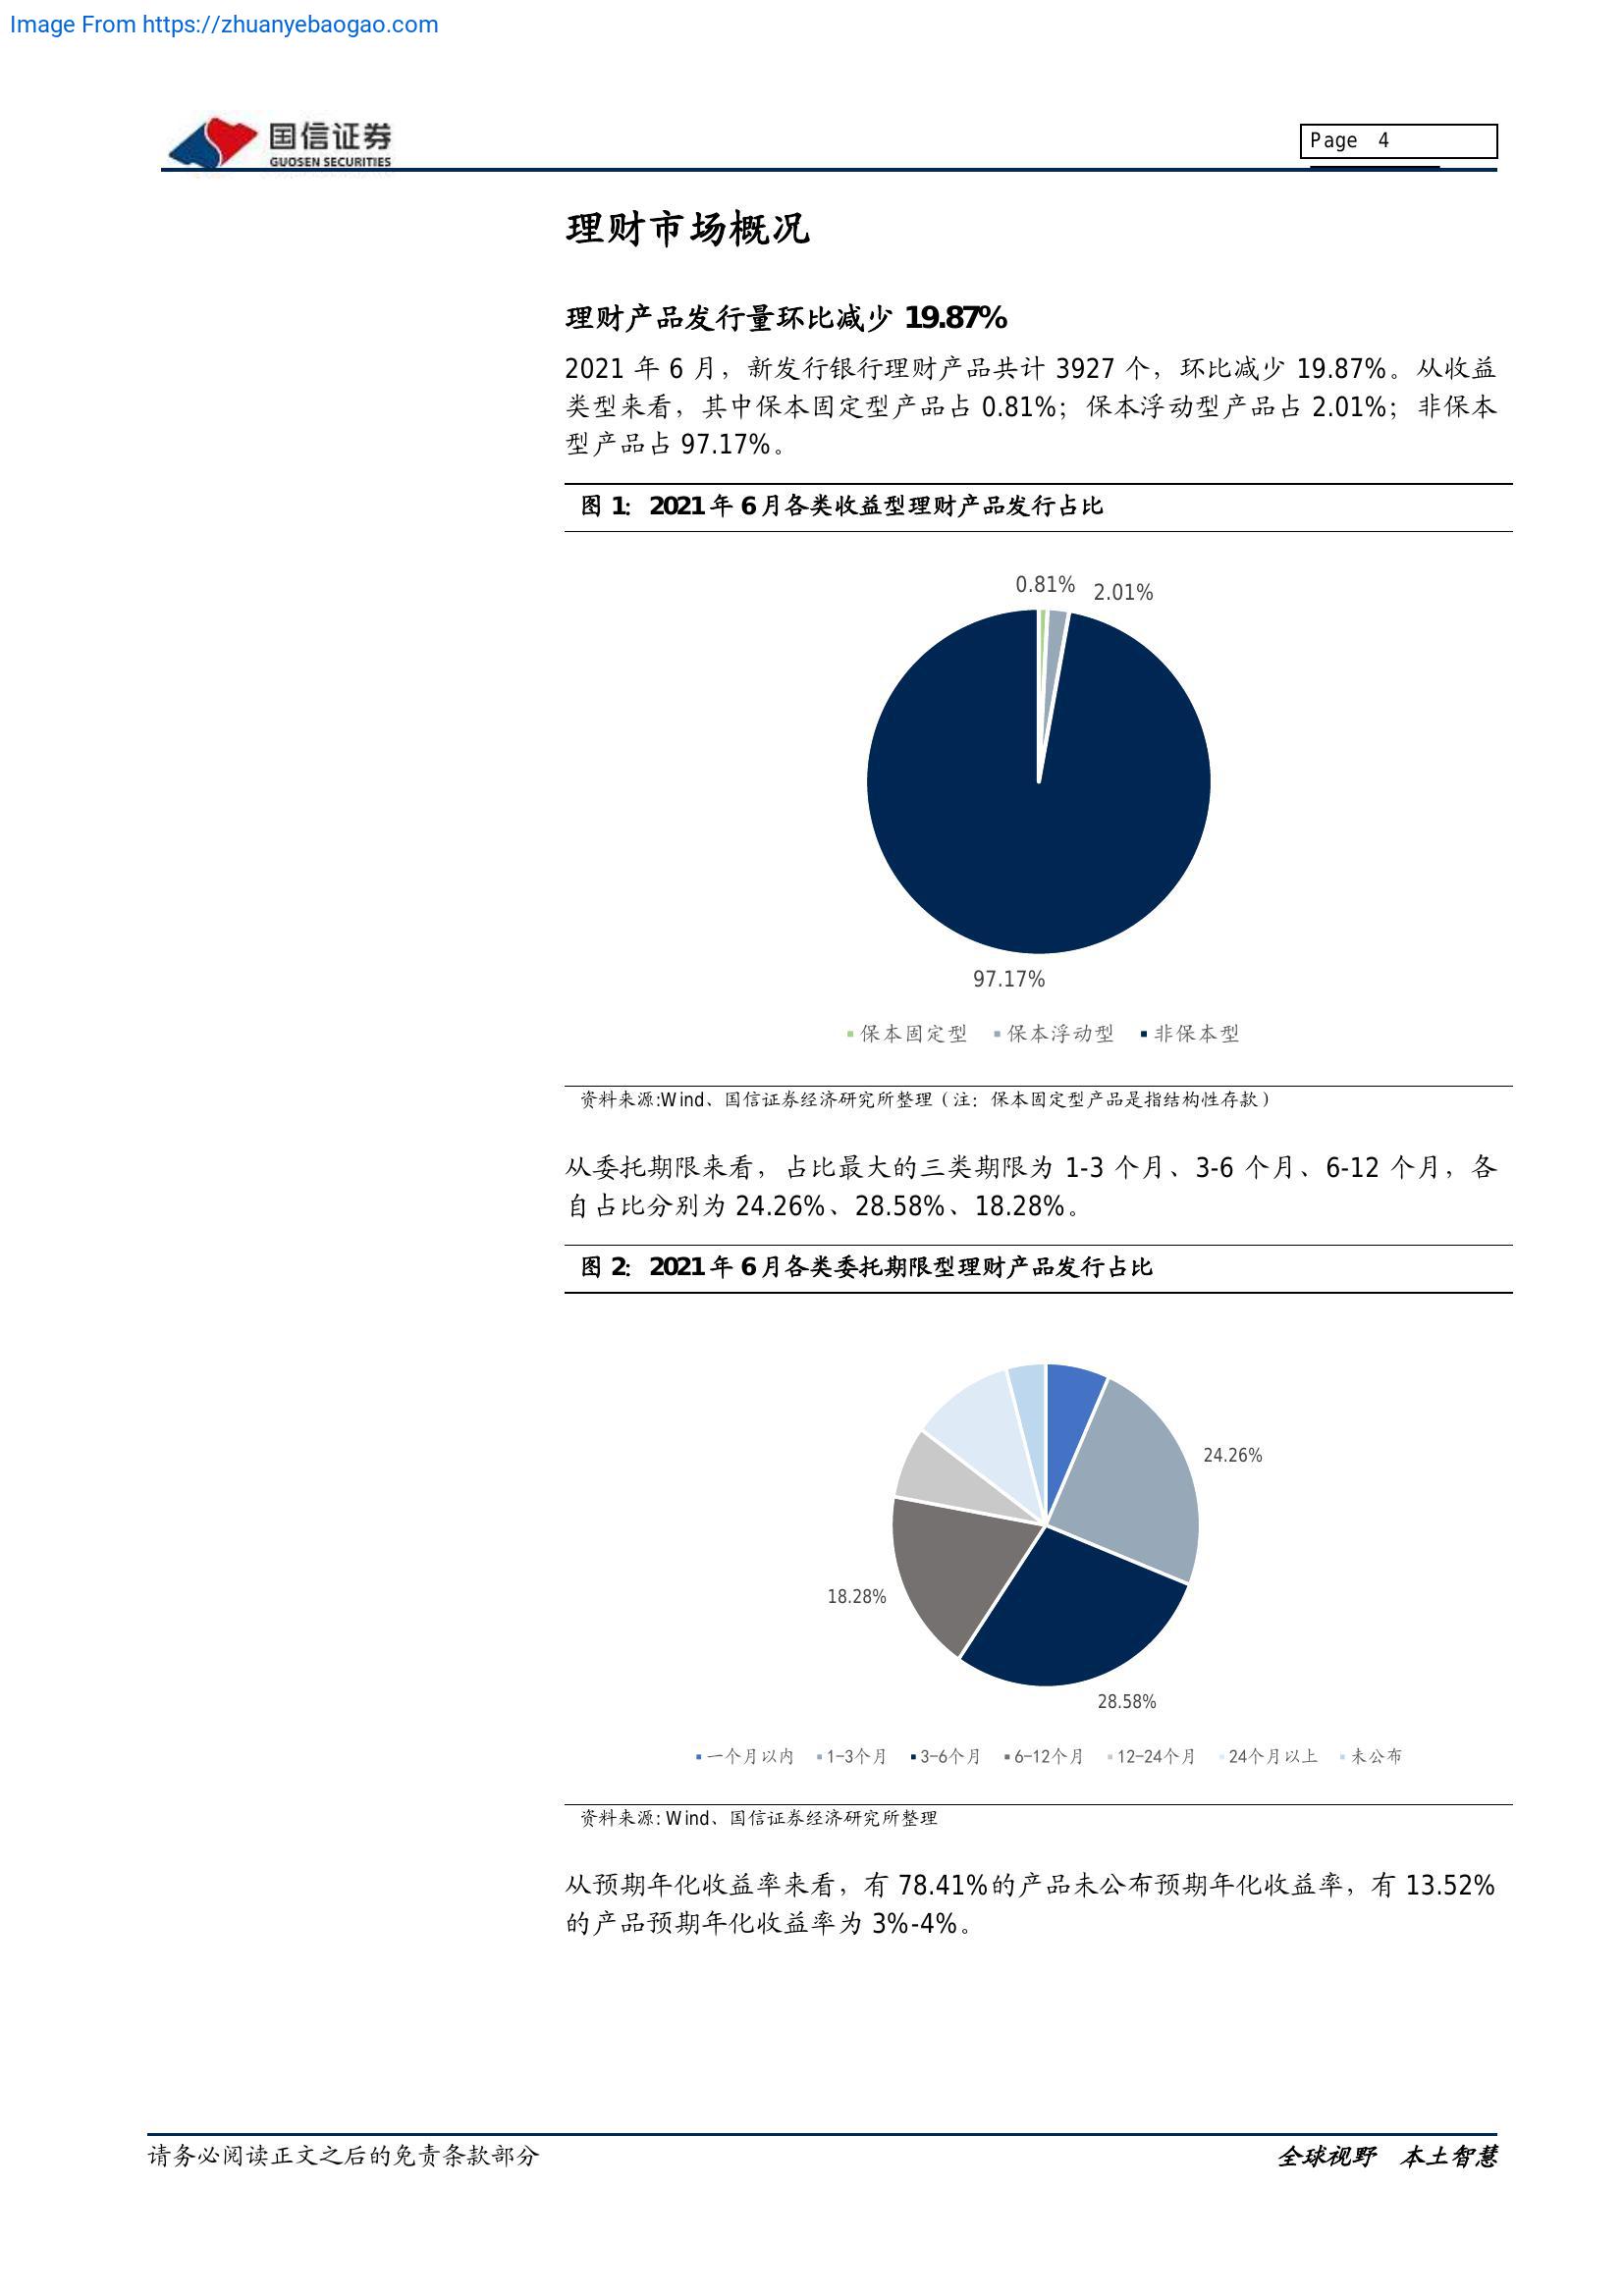 Image From https://zhuanyebaogao.com
国信证券
GUOSEN SECURITIES
Page 4
理财市场概况
理财产品发行量环比减少 19.87%
2021 年 6 月，新发行银行理财产品共计 3927 个，环比减少 19.87%。从收益
类型来看，其中保本固定型产品占 0.81%；保本浮动型产品占 2.01%；非保本
型产品占 97.17%。
图 1： 2021 年 6 月各类收益型理财产品发行占比
0.81% 2.01%
97.17%
保本固定型 保本浮动型 非保本型
资料来源:Wind、国信证券经济研究所整理（注：保本固定型产品是指结构性存款）
从委托期限来看，占比最大的三类期限为 1-3 个月、3-6 个月、6-12 个月，各
自占比分别为 24.26%、28.58%、18.28%。
图 2： 2021 年 6 月各类委托期限型理财产品发行占比
24.26%
18.28%
28.58%
一个月以内 1-3个月 3-6个月 6-12个月 12-24个月 24个月以上 未公布
资料来源: Wind、国信证券经济研究所整理
从预期年化收益率来看，有 78.41%的产品未公布预期年化收益率，有 13.52%
的产品预期年化收益率为 3%-4%。
请务必阅读正文之后的免责条款部分
全球视野 本土智慧